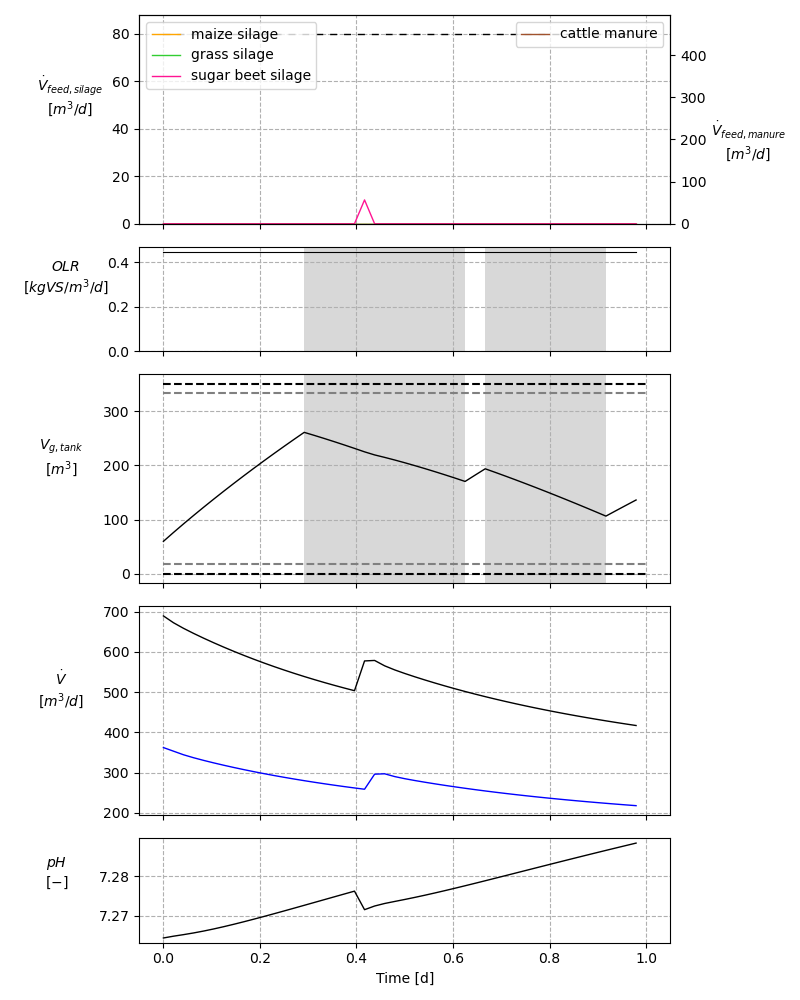 maize silage
grass silage
sugar beet silage
cattle manure
80
60
40
20
0
400
300
200
100
0
V̇feed,silage
[m³/d]
V̇feed,manure
[m³/d]
OLR
[kgVS/m³/d]
0.4
0.2
0.0
Vg,tank
[m³]
300
200
100
0
V̇
[m³/d]
700
600
500
400
300
200
pH
[−]
7.28
7.27
0.0 0.2 0.4 0.6 0.8 1.0
Time [d]